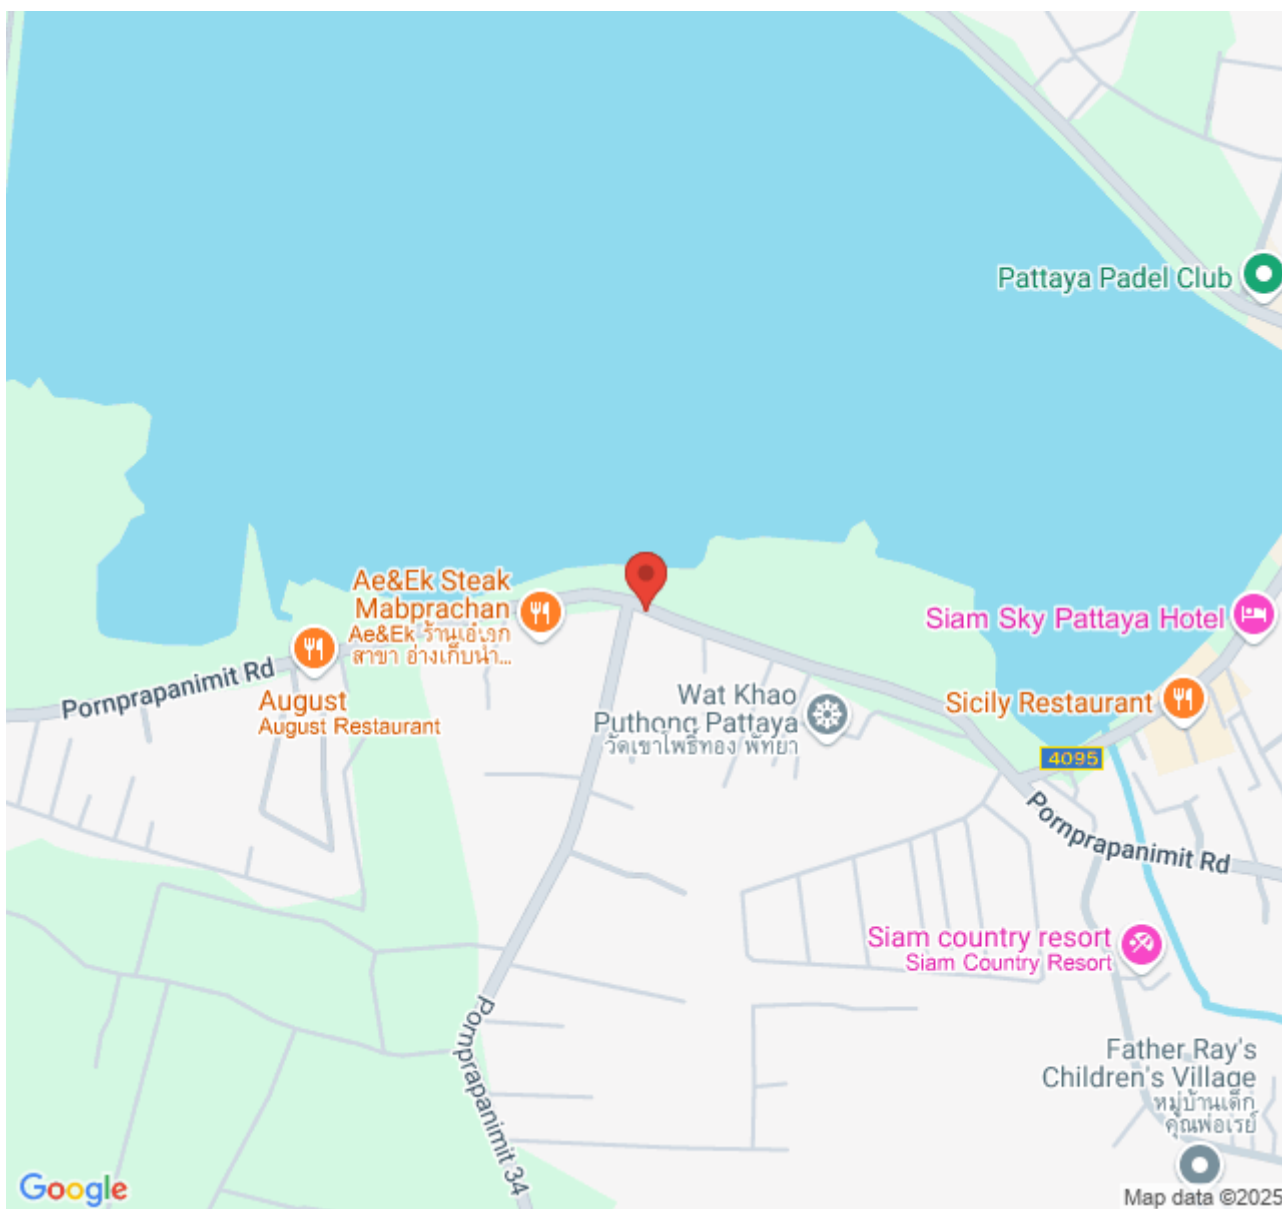 Pattaya Padel Club
Ae&Ek Steak
Mabprachan
Ae&Ek ร้านเอ๋เอก
สาขา อ่างเก็บน้ำ...
Siam Sky Pattaya Hotel
Pornprapanimit Rd
August
August Restaurant
Wat Khao
Puthong Pattaya
วัดเขาโพธิ์ทอง พัทยา
Sicily Restaurant
4095
Pornprapanimit Rd
Siam country resort
Siam Country Resort
Pornprapanimit 34
Father Ray's
Children's Village
หมู่บ้านเด็ก
คุณพ่อเรย์
Google
Map data ©2025